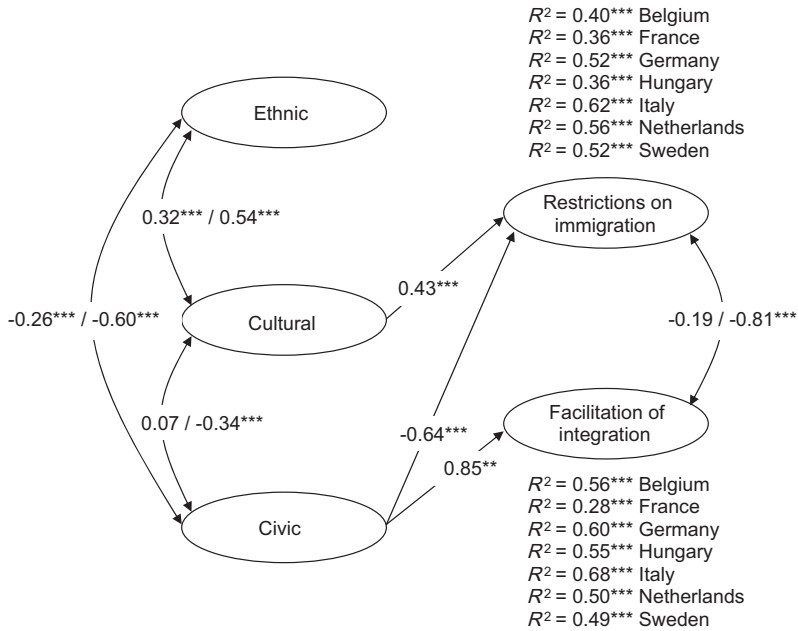 R² = 0.40*** Belgium
R² = 0.36*** France
R² = 0.52*** Germany
R² = 0.36*** Hungary
R² = 0.62*** Italy
R² = 0.56*** Netherlands
R² = 0.52*** Sweden
Ethnic
Restrictions on
immigration
0.32*** / 0.54***
0.43***
-0.26*** / -0.60***
Cultural
-0.19 / -0.81***
0.07 / -0.34***
-0.64***
Facilitation of
integration
0.85**
Civic
R² = 0.56*** Belgium
R² = 0.28*** France
R² = 0.60*** Germany
R² = 0.55*** Hungary
R² = 0.68*** Italy
R² = 0.50*** Netherlands
R² = 0.49*** Sweden